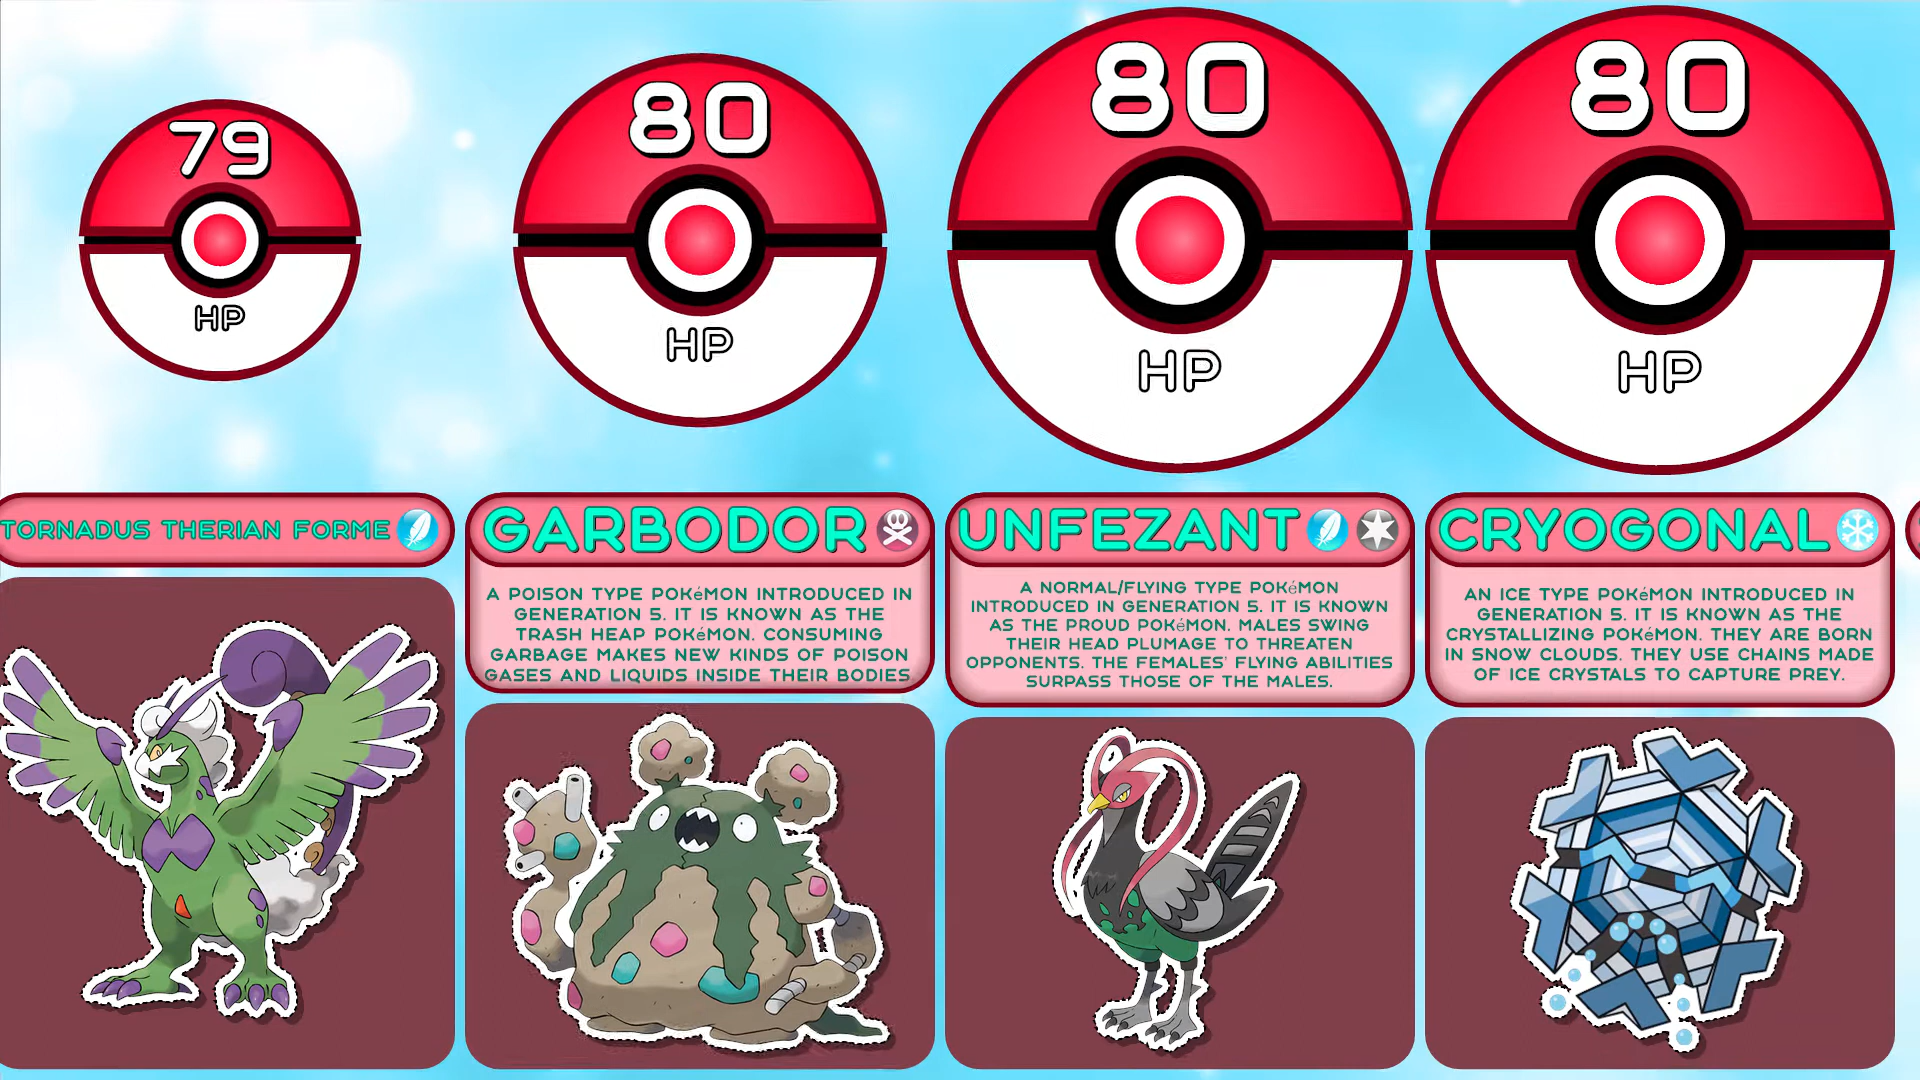 79
HP
80
HP
80
HP
80
HP
TORNADUS THERIAN FORME
GARBODOR
A POISON TYPE POKéMON INTRODUCED IN
GENERATION 5. IT IS KNOWN AS THE
TRASH HEAP POKéMON. CONSUMING
GARBAGE MAKES NEW KINDS OF POISON
GASES AND LIQUIDS INSIDE THEIR BODIES.
UNFEZANT
A NORMAL/FLYING TYPE POKéMON
INTRODUCED IN GENERATION 5. IT IS KNOWN
AS THE PROUD POKéMON. MALES SWING
THEIR HEAD PLUMAGE TO THREATEN
OPPONENTS. THE FEMALES' FLYING ABILITIES
SURPASS THOSE OF THE MALES.
CRYOGONAL
AN ICE TYPE POKéMON INTRODUCED IN
GENERATION 5. IT IS KNOWN AS THE
CRYSTALLIZING POKéMON. THEY ARE BORN
IN SNOW CLOUDS. THEY USE CHAINS MADE
OF ICE CRYSTALS TO CAPTURE PREY.